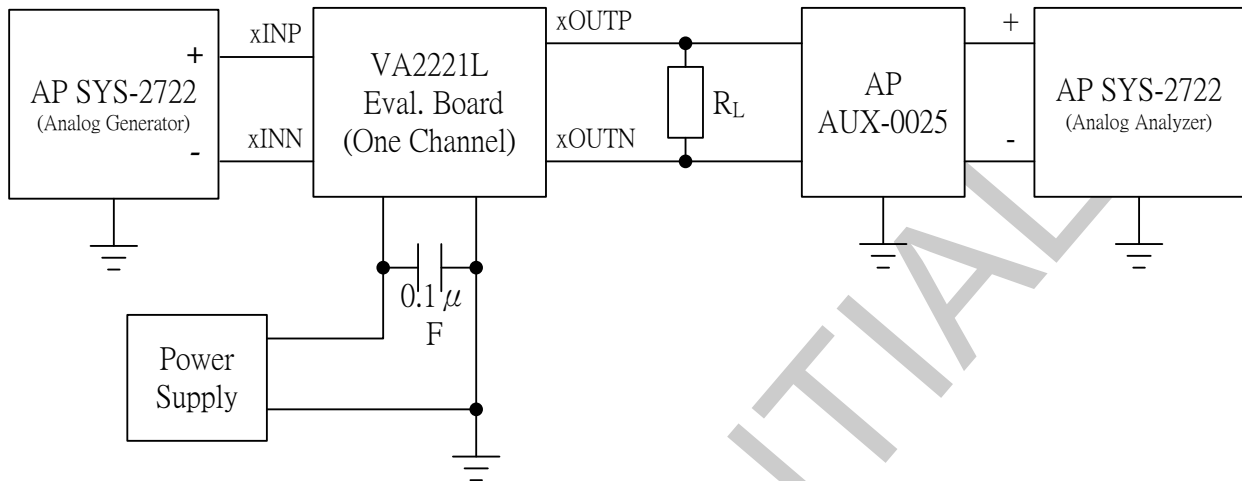 AP SYS-2722
(Analog Generator)
+
-
xINP
xINN
VA2221L
Eval. Board
(One Channel)
xOUTP
xOUTN
RL
AP
AUX-0025
+
-
AP SYS-2722
(Analog Analyzer)
0.1μ
F
Power
Supply
ITIAL